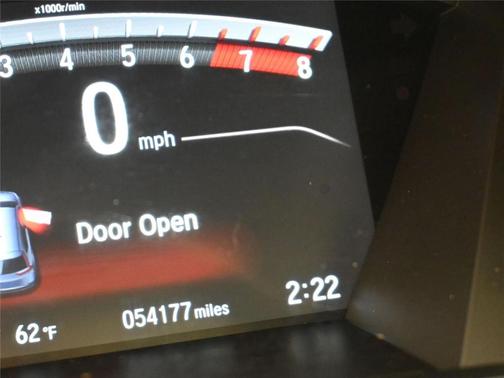 x1000r/min
3 4 5 6 7 8
0 mph
Door Open
2:22
62°F 054177 miles